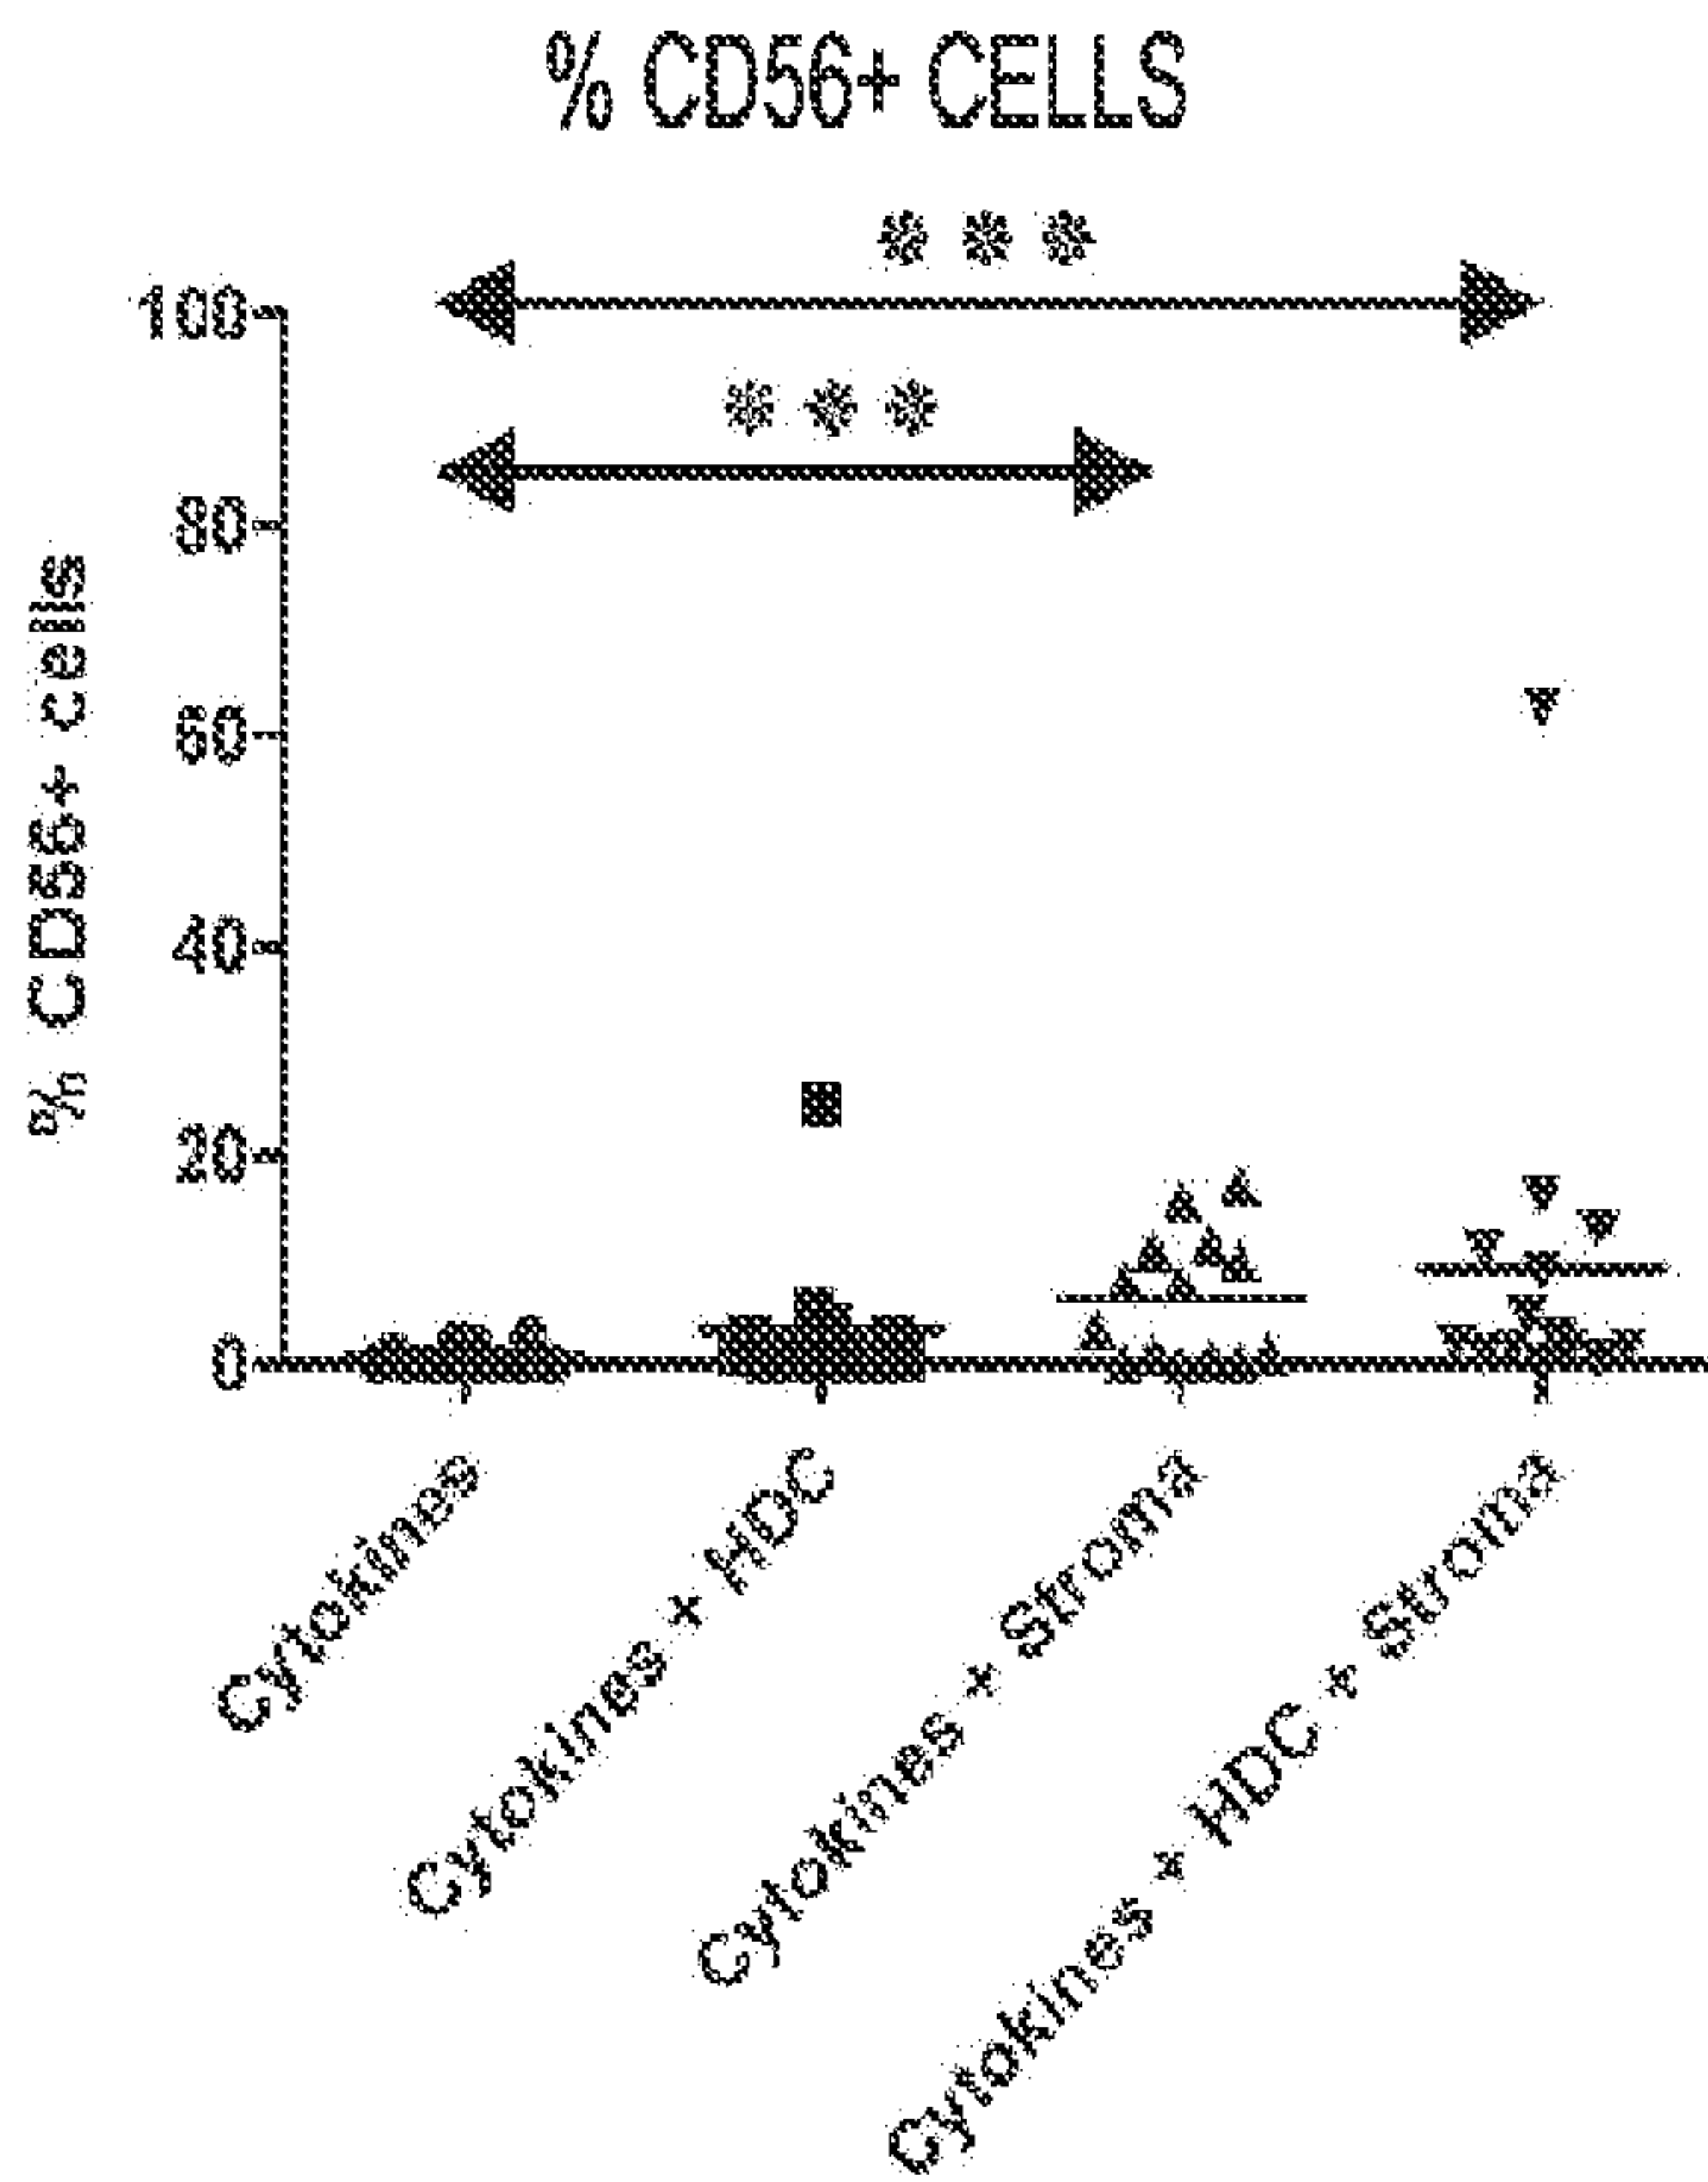 % CD56+ CELLS
* * *
100
* * *
80
60
40
20
0
% CD56+ cells
Cytokines
Cytokines + HDC
Cytokines + Stroma
Cytokines + HDC + Stroma